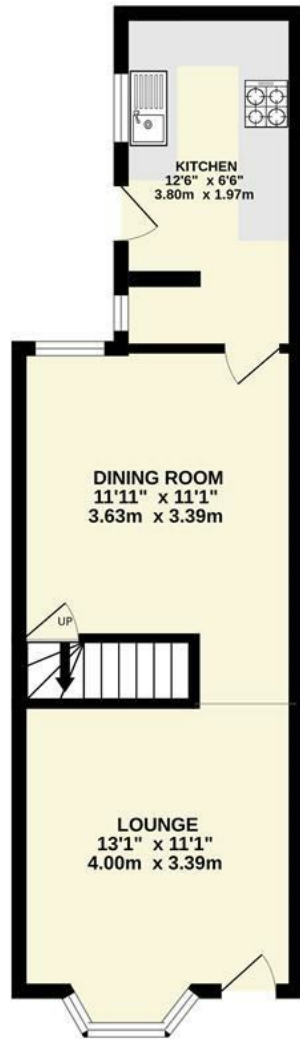 KITCHEN
12'6" x 6'6"
3.80m x 1.97m
DINING ROOM
11'11" x 11'1"
3.63m x 3.39m
UP
LOUNGE
13'1" x 11'1"
4.00m x 3.39m